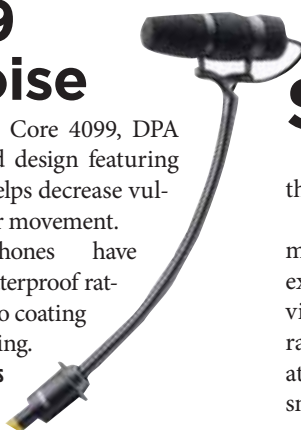 9
oise
Core 4099, DPA
d design featuring
elps decrease vul-
r movement.
hones have
terproof rat-
o coating
ing.
s
S
th
m
ex
vi
ra
at
sn